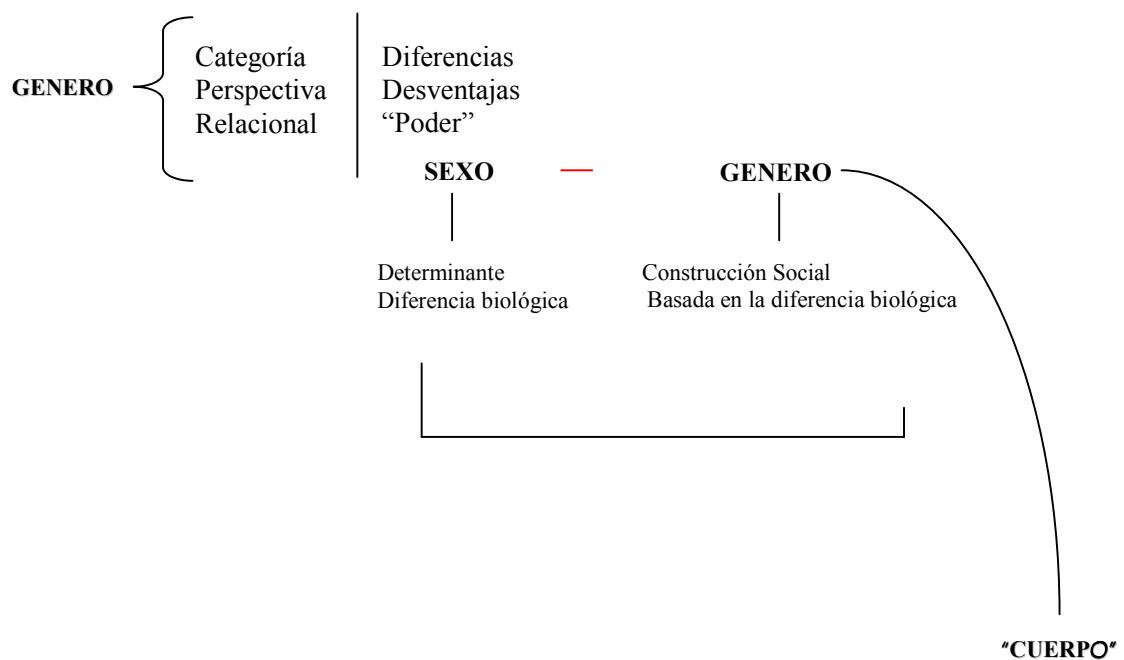 GENERO
Categoría
Perspectiva
Relacional
Diferencias
Desventajas
“Poder”
SEXO — GENERO
Determinante
Diferencia biológica
Construcción Social
Basada en la diferencia biológica
"CUERPO"